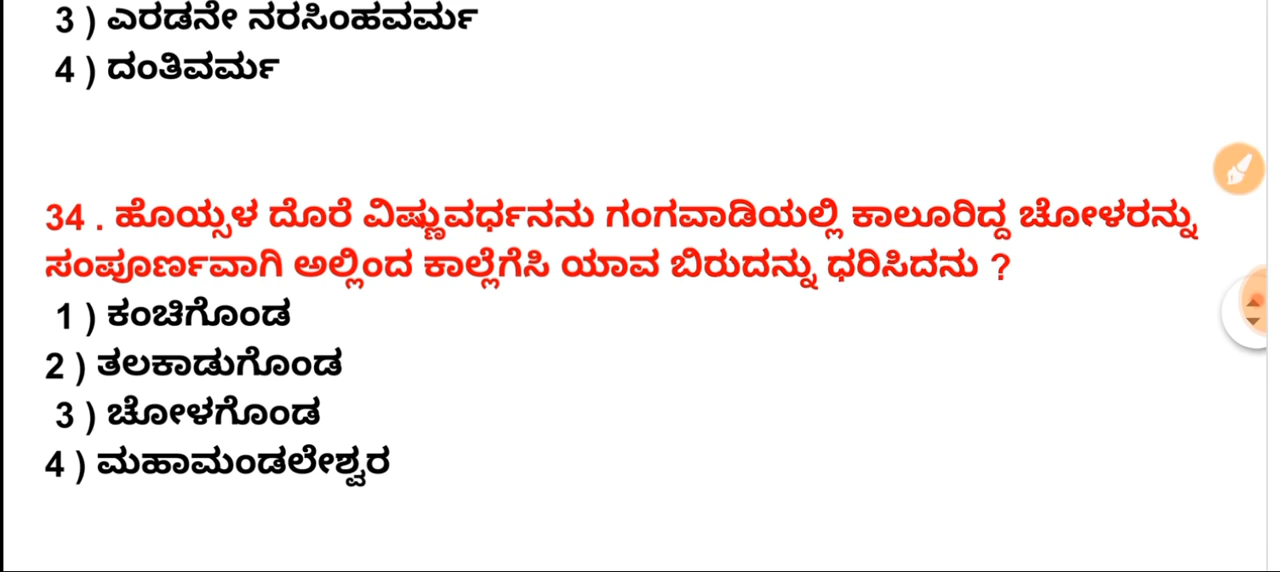 3 ) ಎರಡನೇ ನರಸಿಂಹವರ್ಮ
4 ) ದಂತಿವರ್ಮ
34 . ಹೊಯ್ಸಳ ದೊರೆ ವಿಷ್ಣುವರ್ಧನನು ಗಂಗವಾಡಿಯಲ್ಲಿ ಕಾಲೂರಿದ್ದ ಚೋಳರನ್ನು
ಸಂಪೂರ್ಣವಾಗಿ ಅಲ್ಲಿಂದ ಕಾಲ್ತೆಗೆಸಿ ಯಾವ ಬಿರುದನ್ನು ಧರಿಸಿದನು ?
1 ) ಕಂಚಿಗೊಂಡ
2 ) ತಲಕಾಡುಗೊಂಡ
3 ) ಚೋಳಗೊಂಡ
4 ) ಮಹಾಮಂಡಲೇಶ್ವರ